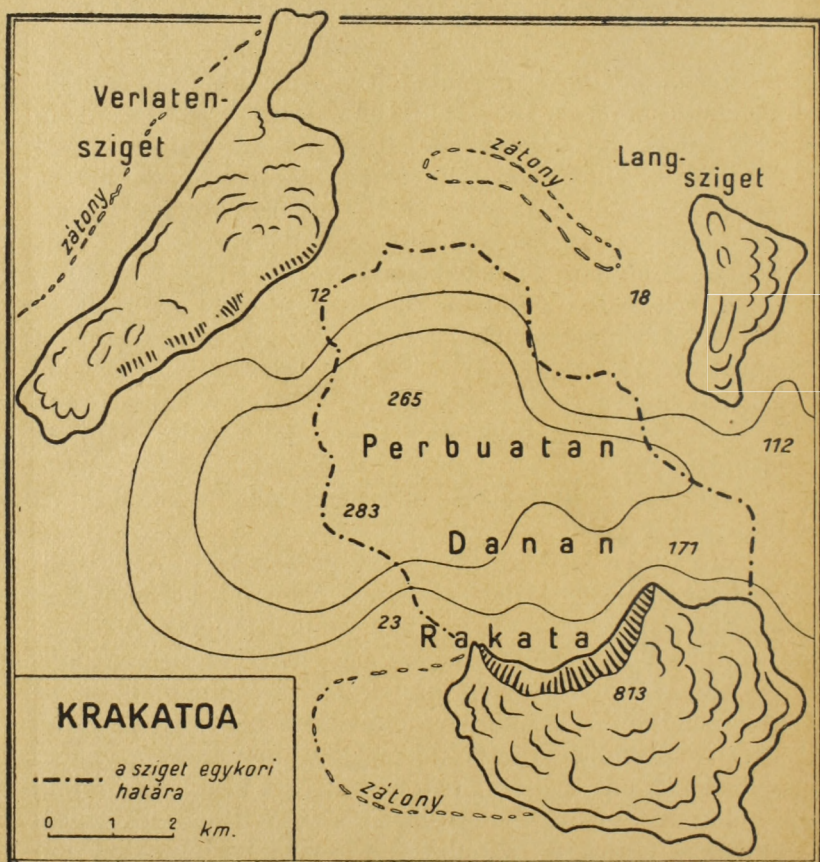 Verlaten-
sziget
zátony
zátony
Lang-
sziget
12
18
265
Perbuatan
112
283
Danan
171
23
Rakata
813
zátony
KRAKATOA
a sziget egykori
határa
0 1 2 km.